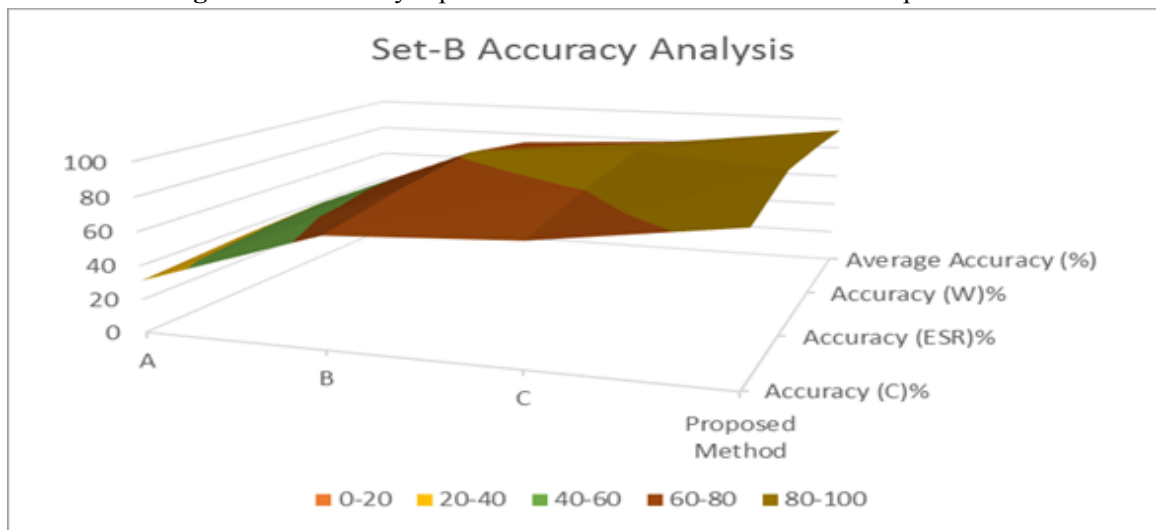 Set-B Accuracy Analysis
100
80
60
40
20
0
A
B
C
Proposed
Method
Average Accuracy (%)
Accuracy (W)%
Accuracy (ESR)%
Accuracy (C)%
0-20 20-40 40-60 60-80 80-100